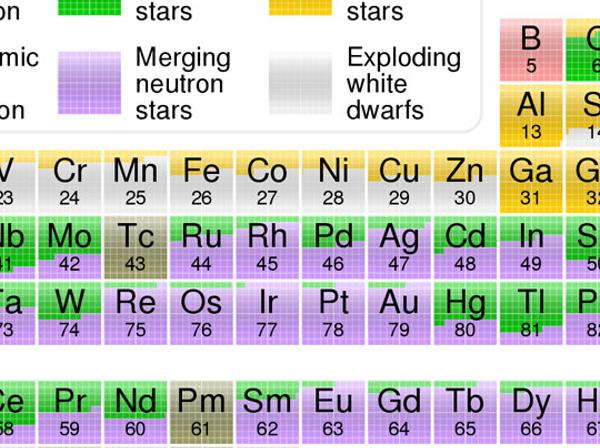 on stars stars
mic Merging Exploding
neutron white
on stars dwarfs
B C
5 6
Al S
13 14
V Cr Mn Fe Co Ni Cu Zn Ga G
23 24 25 26 27 28 29 30 31 32
Nb Mo Tc Ru Rh Pd Ag Cd In S
41 42 43 44 45 46 47 48 49 50
Ta W Re Os Ir Pt Au Hg Tl P
73 74 75 76 77 78 79 80 81 82
Ce Pr Nd Pm Sm Eu Gd Tb Dy H
58 59 60 61 62 63 64 65 66 67